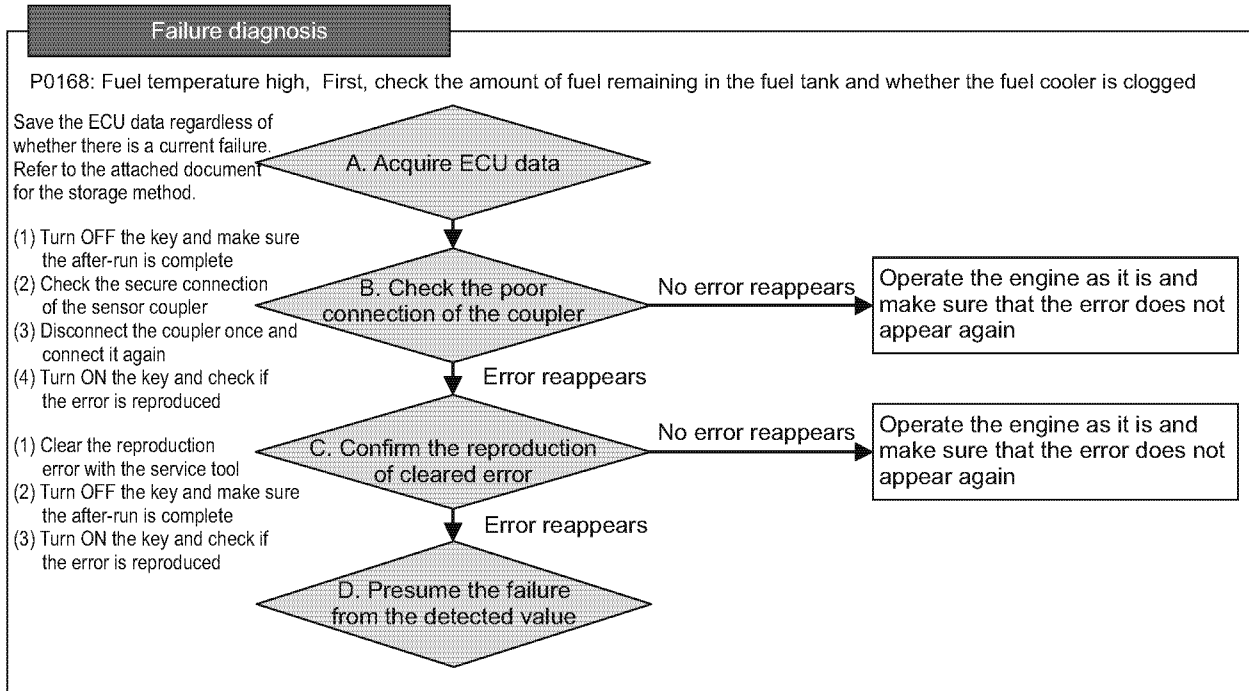 Failure diagnosis
P0168: Fuel temperature high, First, check the amount of fuel remaining in the fuel tank and whether the fuel cooler is clogged
Save the ECU data regardless of
whether there is a current failure.
Refer to the attached document
for the storage method.
A. Acquire ECU data
(1) Turn OFF the key and make sure
the after-run is complete
(2) Check the secure connection
of the sensor coupler
(3) Disconnect the coupler once and
connect it again
(4) Turn ON the key and check if
the error is reproduced
B. Check the poor
connection of the coupler
No error reappears
Operate the engine as it is and
make sure that the error does not
appear again
Error reappears
(1) Clear the reproduction
error with the service tool
(2) Turn OFF the key and make sure
the after-run is complete
(3) Turn ON the key and check if
the error is reproduced
C. Confirm the reproduction
of cleared error
No error reappears
Operate the engine as it is and
make sure that the error does not
appear again
Error reappears
D. Presume the failure
from the detected value